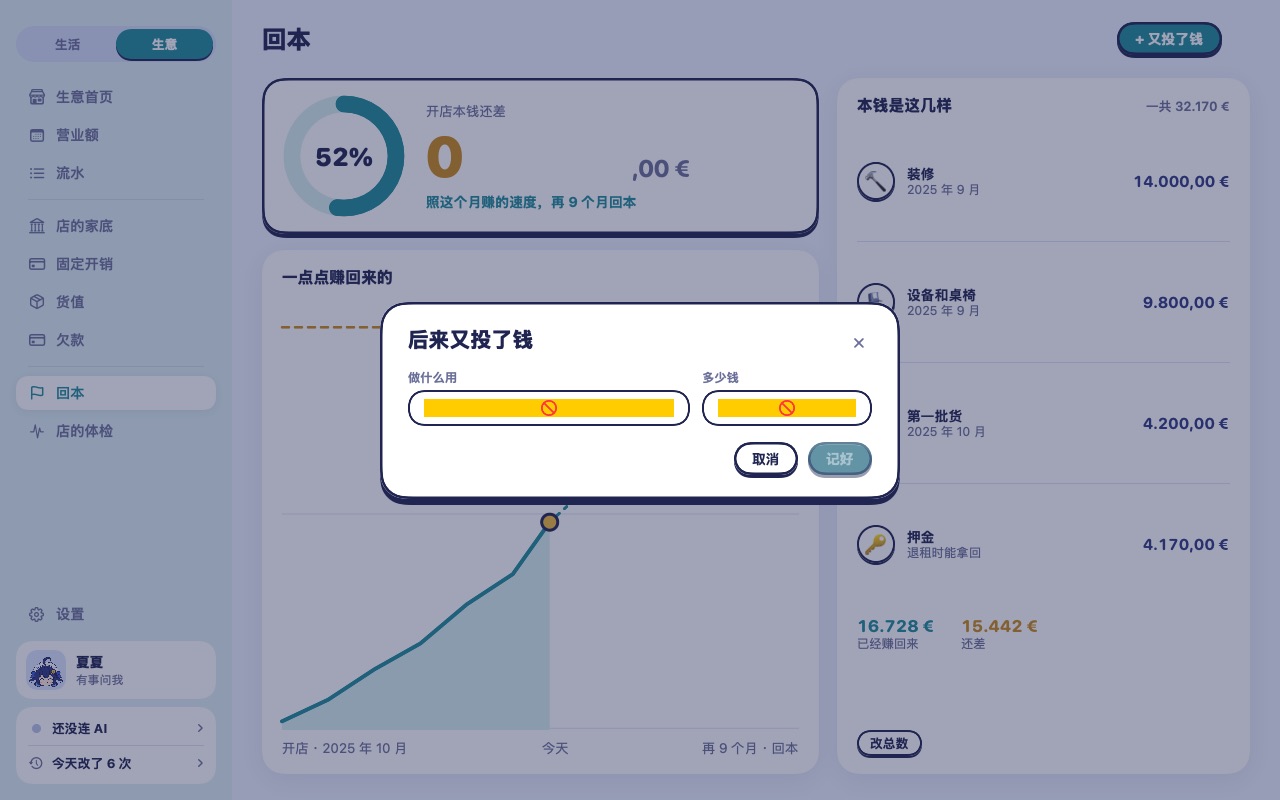 生活
生意
生意首页
营业额
流水
店的家底
固定开销
货值
欠款
回本
店的体检
设置
夏夏
有事问我
还没连 AI
今天改了 6 次
回本
+ 又投了钱
52%
开店本钱还差
0 ,00 €
照这个月赚的速度，再 9 个月回本
一点点赚回来的
开店 · 2025 年 10 月
今天
再 9 个月 · 回本
后来又投了钱
×
做什么用
多少钱
取消
记好
本钱是这几样
一共 32.170 €
装修
2025 年 9 月
14.000,00 €
设备和桌椅
2025 年 9 月
9.800,00 €
第一批货
2025 年 10 月
4.200,00 €
押金
退租时能拿回
4.170,00 €
16.728 €
已经赚回来
15.442 €
还差
改总数